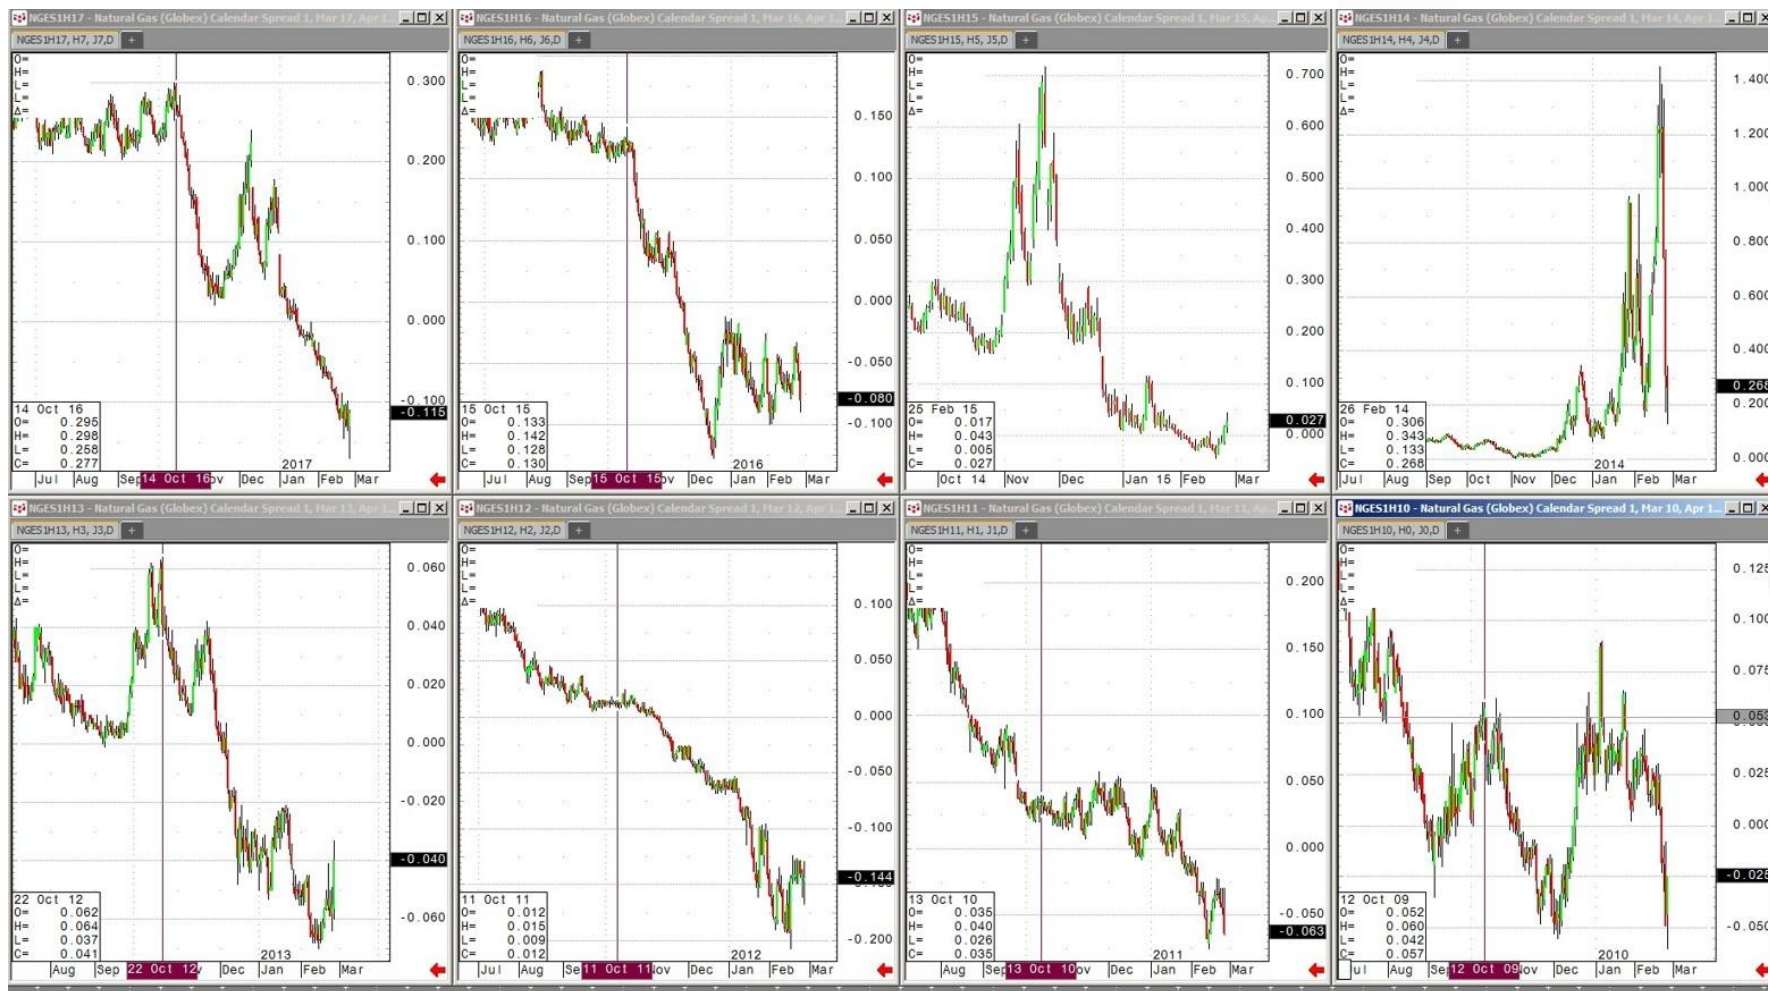 NGES1H17 - Natural Gas (Globex) Calendar Spread 1, Mar 17, Apr 1...
NGES1H17, H7, J7,D +
O=
H=
L=
L=
Δ=
0.300
0.200
0.100
0.000
-0.100
-0.115
14 Oct 16
O= 0.295
H= 0.298
L= 0.258
C= 0.277
2017
Jul Aug Sep 14 Oct 16 ov Dec Jan Feb Mar
NGES1H16 - Natural Gas (Globex) Calendar Spread 1, Mar 16, Apr 1...
NGES1H16, H6, J6,D +
O=
H=
L=
L=
Δ=
0.150
0.100
0.050
0.000
-0.050
-0.080
-0.100
15 Oct 15
O= 0.133
H= 0.142
L= 0.128
C= 0.130
2016
Jul Aug Sep 15 Oct 15 ov Dec Jan Feb Mar
NGES1H15 - Natural Gas (Globex) Calendar Spread 1, Mar 15, Ap...
NGES1H15, H5, J5,D +
O=
H=
L=
L=
Δ=
0.700
0.600
0.500
0.400
0.300
0.200
0.100
0.027
0.000
25 Feb 15
O= 0.017
H= 0.043
L= 0.005
C= 0.027
Oct 14 Nov Dec Jan 15 Feb Mar
NGES1H14 - Natural Gas (Globex) Calendar Spread 1, Mar 14, Apr 1...
NGES1H14, H4, J4,D +
O=
H=
L=
L=
Δ=
1.400
1.200
1.000
0.800
0.600
0.400
0.268
0.200
0.000
26 Feb 14
O= 0.306
H= 0.343
L= 0.133
C= 0.268
2014
Jul Aug Sep Oct Nov Dec Jan Feb Mar
NGES1H13 - Natural Gas (Globex) Calendar Spread 1, Mar 13, Apr 1...
NGES1H13, H3, J3,D +
O=
H=
L=
L=
Δ=
0.060
0.040
0.020
0.000
-0.020
-0.040
-0.060
22 Oct 12
O= 0.062
H= 0.064
L= 0.037
C= 0.041
2013
Aug Sep 22 Oct 12 Dec Jan Feb Mar
NGES1H12 - Natural Gas (Globex) Calendar Spread 1, Mar 12, Apr 1...
NGES1H12, H2, J2,D +
O=
H=
L=
L=
Δ=
0.100
0.050
0.000
-0.050
-0.100
-0.144
-0.200
11 Oct 11
O= 0.012
H= 0.015
L= 0.009
C= 0.012
2012
Jul Aug Se 11 Oct 11 Nov Dec Jan Feb Mar
NGES1H11 - Natural Gas (Globex) Calendar Spread 1, Mar 11, Apr 1...
NGES1H11, H1, J1,D +
O=
H=
L=
L=
Δ=
0.200
0.150
0.100
0.050
0.000
-0.050
-0.063
13 Oct 10
O= 0.035
H= 0.040
L= 0.026
C= 0.035
2011
Aug Sep 13 Oct 10 ov Dec Jan Feb Mar
NGES1H10 - Natural Gas (Globex) Calendar Spread 1, Mar 10, Apr 1...
NGES1H10, H0, J0,D +
O=
H=
L=
L=
Δ=
0.125
0.100
0.075
0.053
0.025
0.000
-0.025
-0.050
12 Oct 09
O= 0.052
H= 0.060
L= 0.042
C= 0.057
2010
Jul Aug Sep 12 Oct 09 Nov Dec Jan Feb Mar